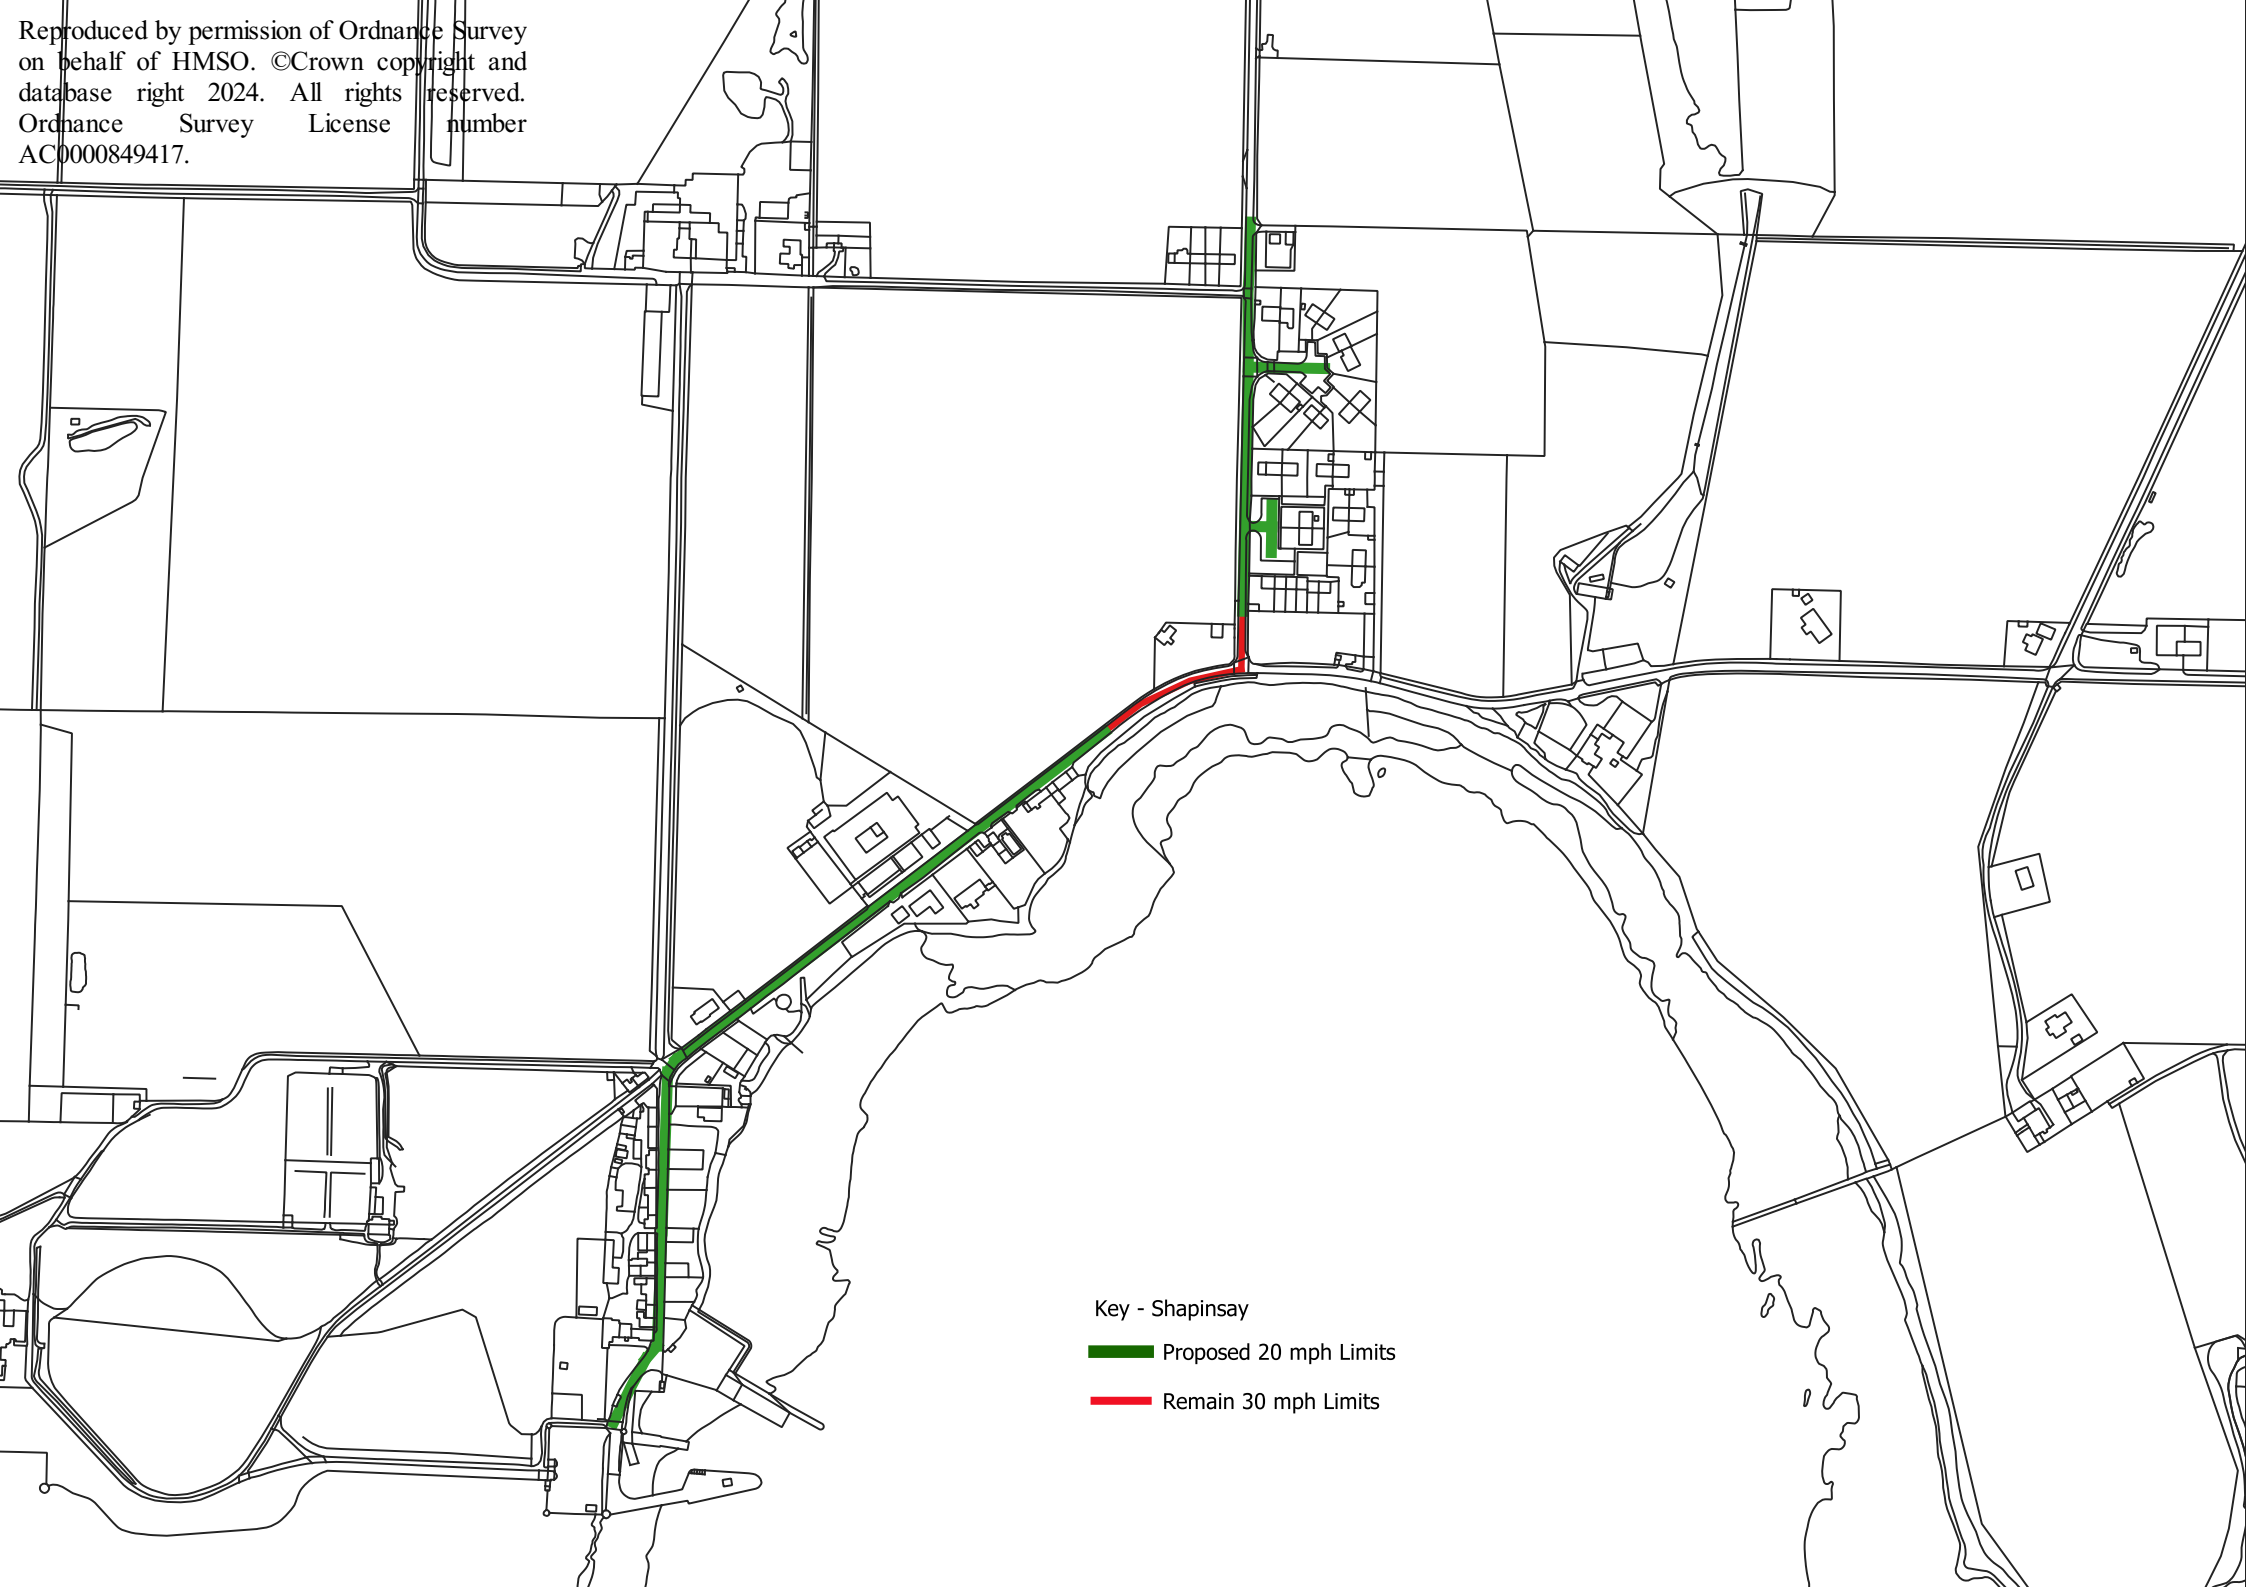 Reproduced by permission of Ordnance Survey
on behalf of HMSO. ©Crown copyright and
database right 2024. All rights reserved.
Ordnance Survey License number
AC0000849417.
Key - Shapinsay
Proposed 20 mph Limits
Remain 30 mph Limits